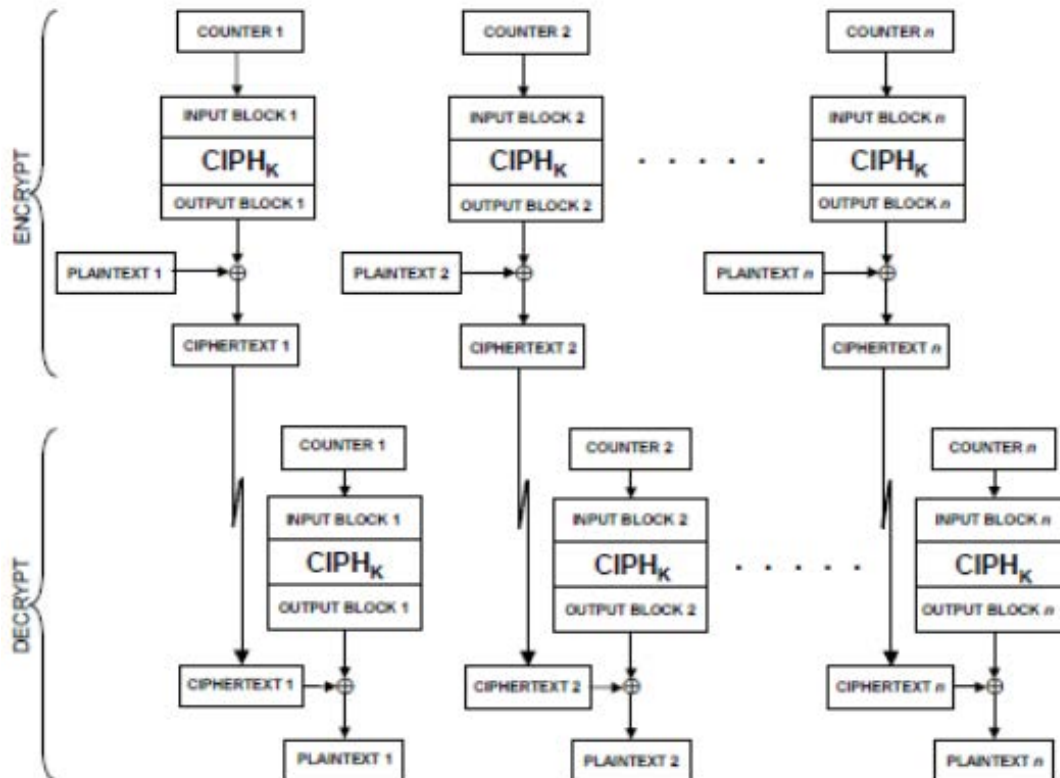 ENCRYPT
COUNTER 1 COUNTER 2 COUNTER n
INPUT BLOCK 1 INPUT BLOCK 2 INPUT BLOCK n
CIPHK CIPHK CIPHK
OUTPUT BLOCK 1 OUTPUT BLOCK 2 OUTPUT BLOCK n
PLAINTEXT 1 PLAINTEXT 2 PLAINTEXT n
CIPHERTEXT 1 CIPHERTEXT 2 CIPHERTEXT n
DECRYPT
COUNTER 1 COUNTER 2 COUNTER n
INPUT BLOCK 1 INPUT BLOCK 2 INPUT BLOCK n
CIPHK CIPHK CIPHK
OUTPUT BLOCK 1 OUTPUT BLOCK 2 OUTPUT BLOCK n
CIPHERTEXT 1 CIPHERTEXT 2 CIPHERTEXT n
PLAINTEXT 1 PLAINTEXT 2 PLAINTEXT n